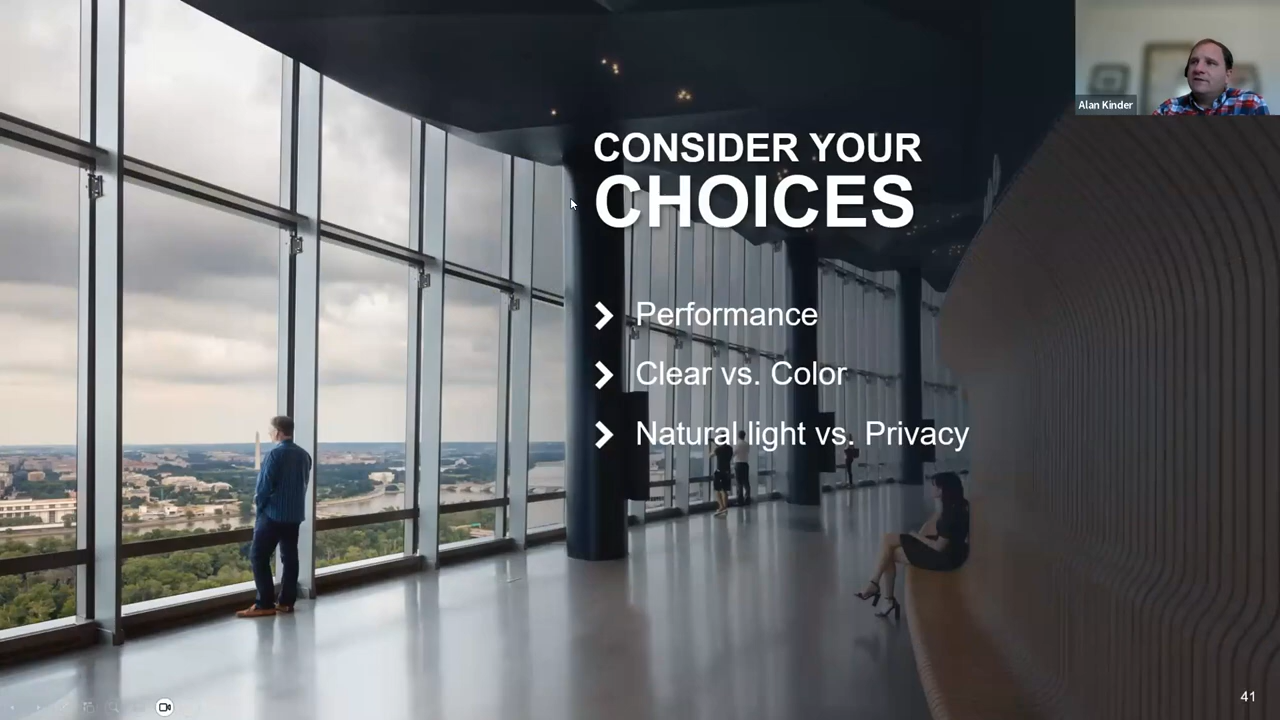 Alan Kinder
CONSIDER YOUR
CHOICES
Performance
Clear vs. Color
Natural light vs. Privacy
41